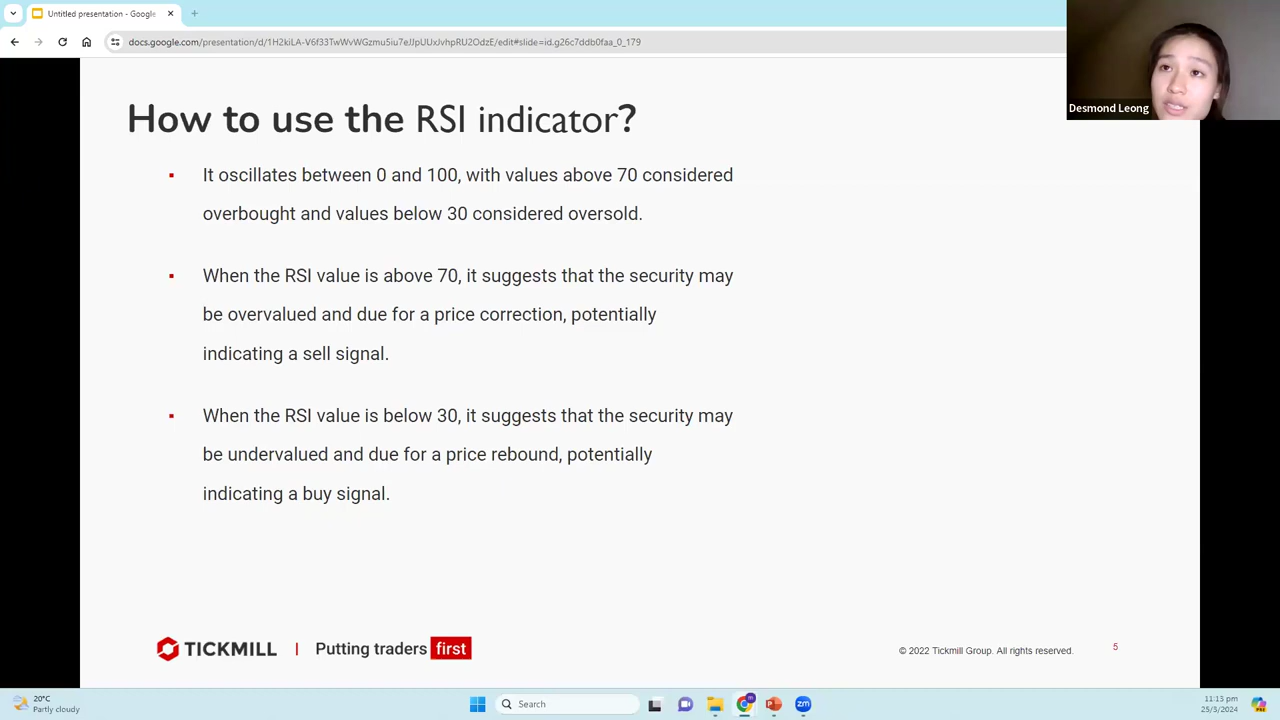 Untitled presentation - Google
docs.google.com/presentation/d/1H2kiLA-V6f33TwWvWGzmu5iu7eJJpUUxJvhpRU2OdzE/edit#slide=id.g26c7ddb0faa_0_179
Desmond Leong
How to use the RSI indicator?
▪ It oscillates between 0 and 100, with values above 70 considered
overbought and values below 30 considered oversold.
▪ When the RSI value is above 70, it suggests that the security may
be overvalued and due for a price correction, potentially
indicating a sell signal.
▪ When the RSI value is below 30, it suggests that the security may
be undervalued and due for a price rebound, potentially
indicating a buy signal.
TICKMILL | Putting traders first
© 2022 Tickmill Group. All rights reserved.
5
20°C
Partly cloudy
Search
zm
11:13 pm
25/3/2024